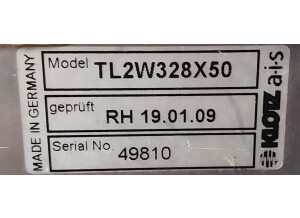 MADE IN GERMANY
Model TL2W328X50
geprüft RH 19.01.09
Serial No. 49810
KLOTZ a·i·s